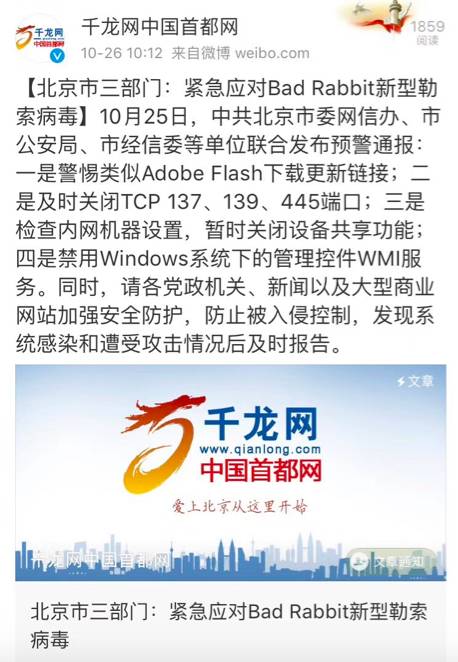 千龙网中国首都网
10-26 10:12 来自微博 weibo.com
1859
阅读
【北京市三部门：紧急应对Bad Rabbit新型勒
索病毒】10月25日，中共北京市委网信办、市
公安局、市经信委等单位联合发布预警通报：
一是警惕类似Adobe Flash下载更新链接；二
是及时关闭TCP 137、139、445端口；三是
检查内网机器设置，暂时关闭设备共享功能；
四是禁用Windows系统下的管理控件WMI服
务。同时，请各党政机关、新闻以及大型商业
网站加强安全防护，防止被入侵控制，发现系
统感染和遭受攻击情况后及时报告。
文章
千龙网
www.qianlong.com
中国首都网
爱上北京从这里开始
千龙网中国首都网
文章通知
北京市三部门：紧急应对Bad Rabbit新型勒索
病毒